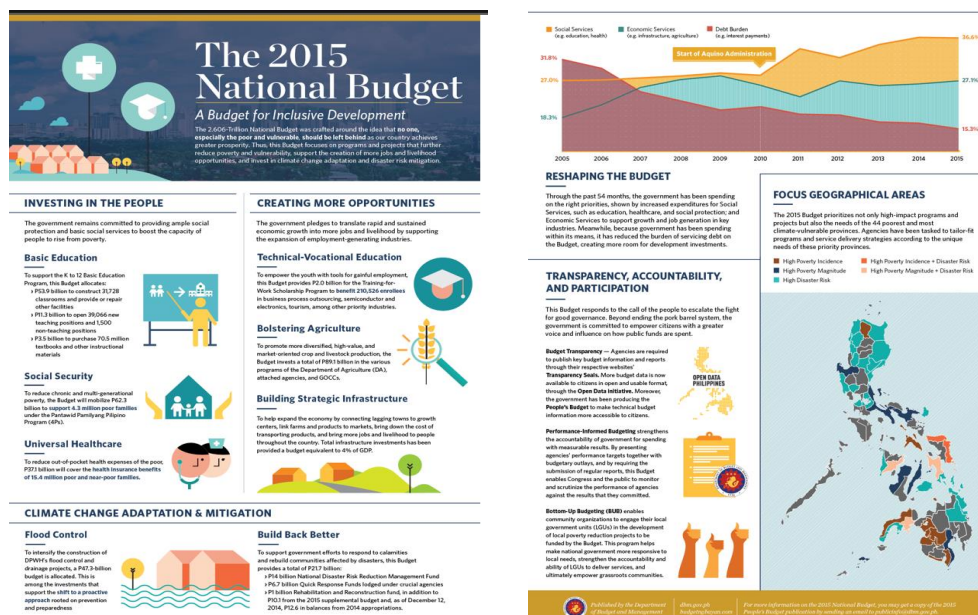 The 2015
National Budget
A Budget for Inclusive Development
The 2.606-Trillion National Budget was crafted around the idea that no one,
especially the poor and vulnerable, should be left behind as our country achieves
greater prosperity. Thus, this Budget focuses on programs and projects that further
reduce poverty and vulnerability, support the creation of more jobs and livelihood
opportunities, and invest in climate change adaptation and disaster risk mitigation.
INVESTING IN THE PEOPLE
The government remains committed to providing ample social
protection and basic social services to boost the capacity of
people to rise from poverty.
Basic Education
To support the K to 12 Basic Education
Program, this Budget allocates:
› P53.9 billion to construct 31,728
classrooms and provide or repair
other facilities
› P11.3 billion to open 39,066 new
teaching positions and 1,500
non-teaching positions
› P3.5 billion to purchase 70.5 million
textbooks and other instructional
materials
Social Security
To reduce chronic and multi-generational
poverty, the Budget will mobilize P62.3
billion to support 4.3 million poor families
under the Pantawid Pamilyang Pilipino
Program (4Ps).
Universal Healthcare
To reduce out-of-pocket health expenses of the poor,
P37.1 billion will cover the health insurance benefits
of 15.4 million poor and near-poor families.
CREATING MORE OPPORTUNITIES
The government pledges to translate rapid and sustained
economic growth into more jobs and livelihood by supporting
the expansion of employment-generating industries.
Technical-Vocational Education
To empower the youth with tools for gainful employment,
this Budget provides P2.0 billion for the Training-for-
Work Scholarship Program to benefit 210,526 enrollees
in business process outsourcing, semiconductor and
electronics, tourism, among other priority industries.
Bolstering Agriculture
To promote more diversified, high-value, and
market-oriented crop and livestock production, the
Budget invests a total of P89.1 billion in the various
programs of the Department of Agriculture (DA),
attached agencies, and GOCCs.
Building Strategic Infrastructure
To help expand the economy by connecting lagging towns to growth
centers, link farms and products to markets, bring down the cost of
transporting products, and bring more jobs and livelihood to people
throughout the country. Total infrastructure investments has been
provided a budget equivalent to 4% of GDP.
CLIMATE CHANGE ADAPTATION & MITIGATION
Flood Control
To intensify the construction of
DPWH's flood control and
drainage projects, a P47.3-billion
budget is allocated. This is
among the investments that
support the shift to a proactive
approach rooted on prevention
and preparedness
Build Back Better
To support government efforts to respond to calamities
and rebuild communities affected by disasters, this Budget
provides a total of P21.7 billion:
› P14 billion National Disaster Risk Reduction Management Fund
› P6.7 billion Quick Response Funds lodged under crucial agencies
› P1 billion Rehabilitation and Reconstruction fund, in addition to
P10.1 from the 2015 supplemental budget and, as of December 12,
2014, P12.6 in balances from 2014 appropriations.
Social Services
(e.g. education, health)
Economic Services
(e.g. infrastructure, agriculture)
Debt Burden
(e.g. interest payments)
Start of Aquino Administration
31.8%
27.0%
18.3%
36.6%
27.1%
15.3%
2005 2006 2007 2008 2009 2010 2011 2012 2013 2014 2015
RESHAPING THE BUDGET
Through the past 54 months, the government has been spending
on the right priorities, shown by increased expenditures for Social
Services, such as education, healthcare, and social protection; and
Economic Services to support growth and job generation in key
industries. Meanwhile, because government has been spending
within its means, it has reduced the burden of servicing debt on
the Budget, creating more room for development investments.
TRANSPARENCY, ACCOUNTABILITY,
AND PARTICIPATION
This Budget responds to the call of the people to escalate the fight
for good governance. Beyond ending the pork barrel system, the
government is committed to empower citizens with a greater
voice and influence on how public funds are spent.
Budget Transparency — Agencies are required
to publish key budget information and reports
through their respective websites'
Transparency Seals. More budget data is now
available to citizens in open and usable format,
through the Open Data Initiative. Moreover,
the government has been producing the
People's Budget to make technical budget
information more accessible to citizens.
OPEN DATA
PHILIPPINES
Performance-Informed Budgeting strengthens
the accountability of government for spending
with measurable results. By presenting
agencies' performance targets together with
budgetary outlays, and by requiring the
submission of regular reports, this Budget
enables Congress and the public to monitor
and scrutinize the performance of agencies
against the results that they committed.
Bottom-Up Budgeting (BUB) enables
community organizations to engage their local
government units (LGUs) in the development
of local poverty reduction projects to be
funded by the Budget. This program helps
make national government more responsive to
local needs, strengthen the accountability and
ability of LGUs to deliver services, and
ultimately empower grassroots communities.
FOCUS GEOGRAPHICAL AREAS
The 2015 Budget prioritizes not only high-impact programs and
projects but also the needs of the 44 poorest and most
climate-vulnerable provinces. Agencies have been tasked to tailor-fit
programs and service delivery strategies according to the unique
needs of these priority provinces.
High Poverty Incidence
High Poverty Magnitude
High Disaster Risk
High Poverty Incidence + Disaster Risk
High Poverty Magnitude + Disaster Risk
Published by the Department
of Budget and Management
dbm.gov.ph
budgetngbayan.com
For more information on the 2015 National Budget, you may get a copy of the 2015
People's Budget publication by sending an email to publicinfo@dbm.gov.ph.